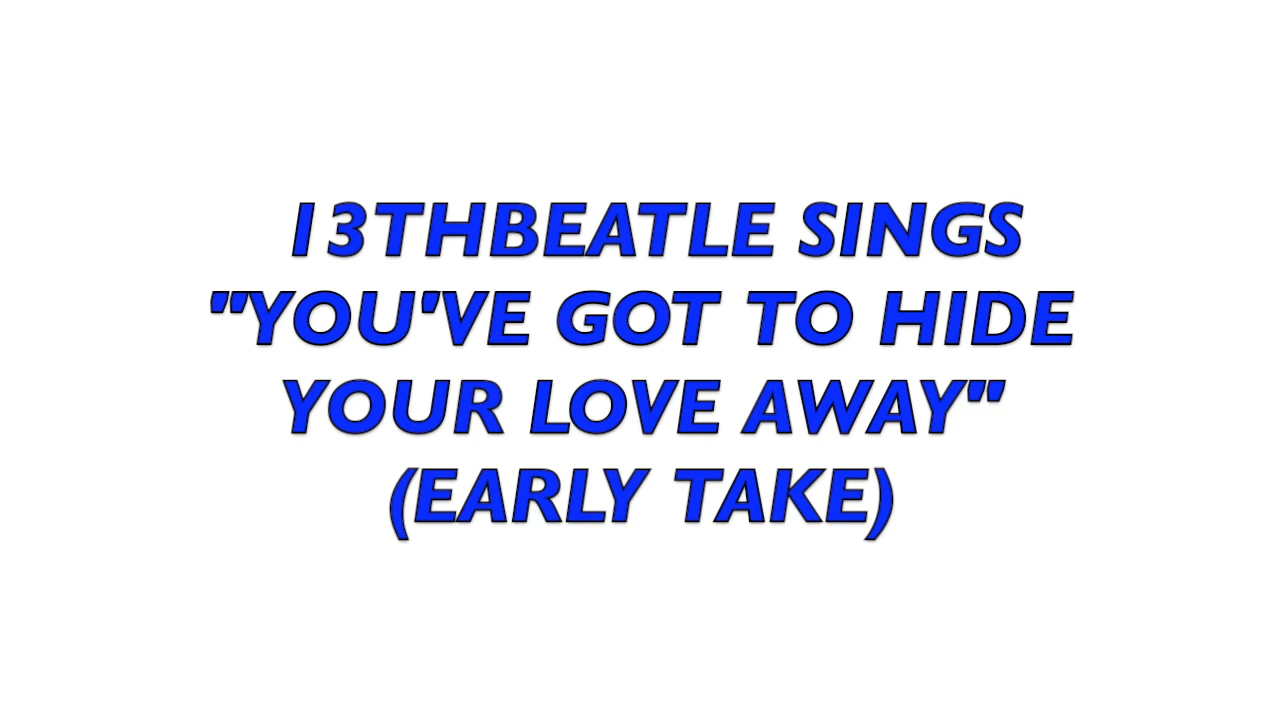 13THBEATLE SINGS
"YOU'VE GOT TO HIDE
YOUR LOVE AWAY"
(EARLY TAKE)